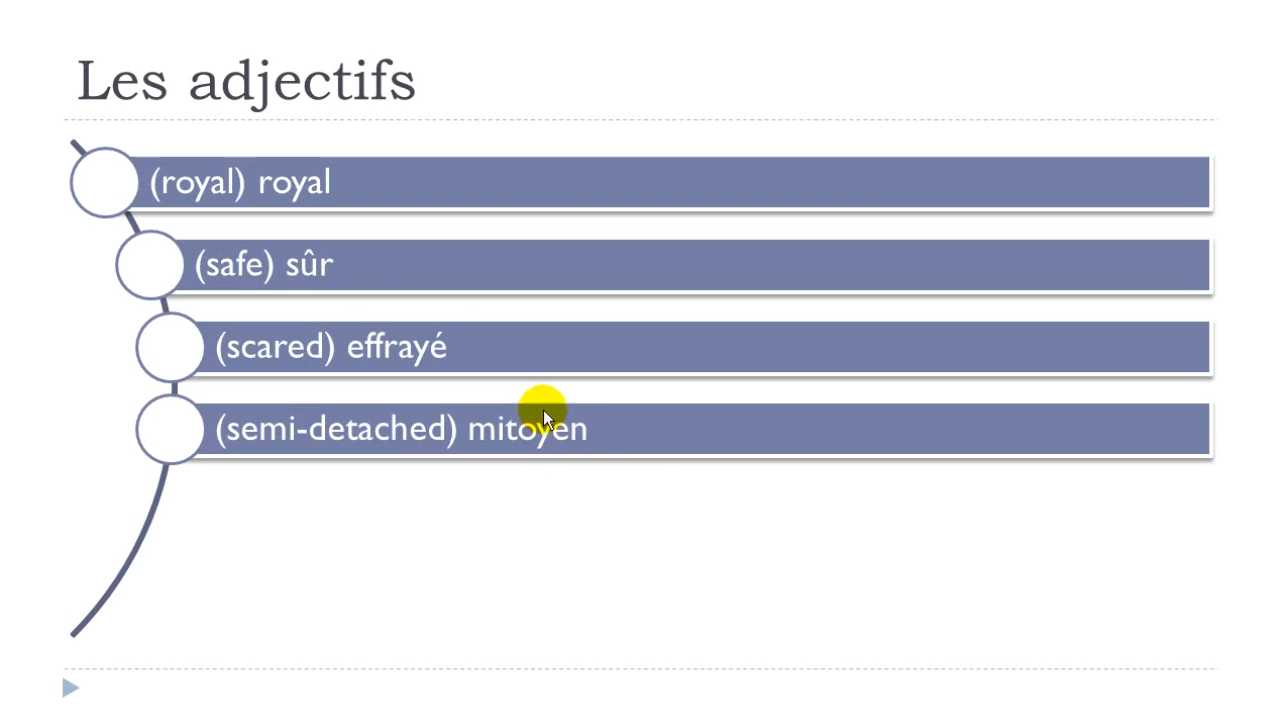 Les adjectifs
(royal) royal
(safe) sûr
(scared) effrayé
(semi-detached) mitoyen